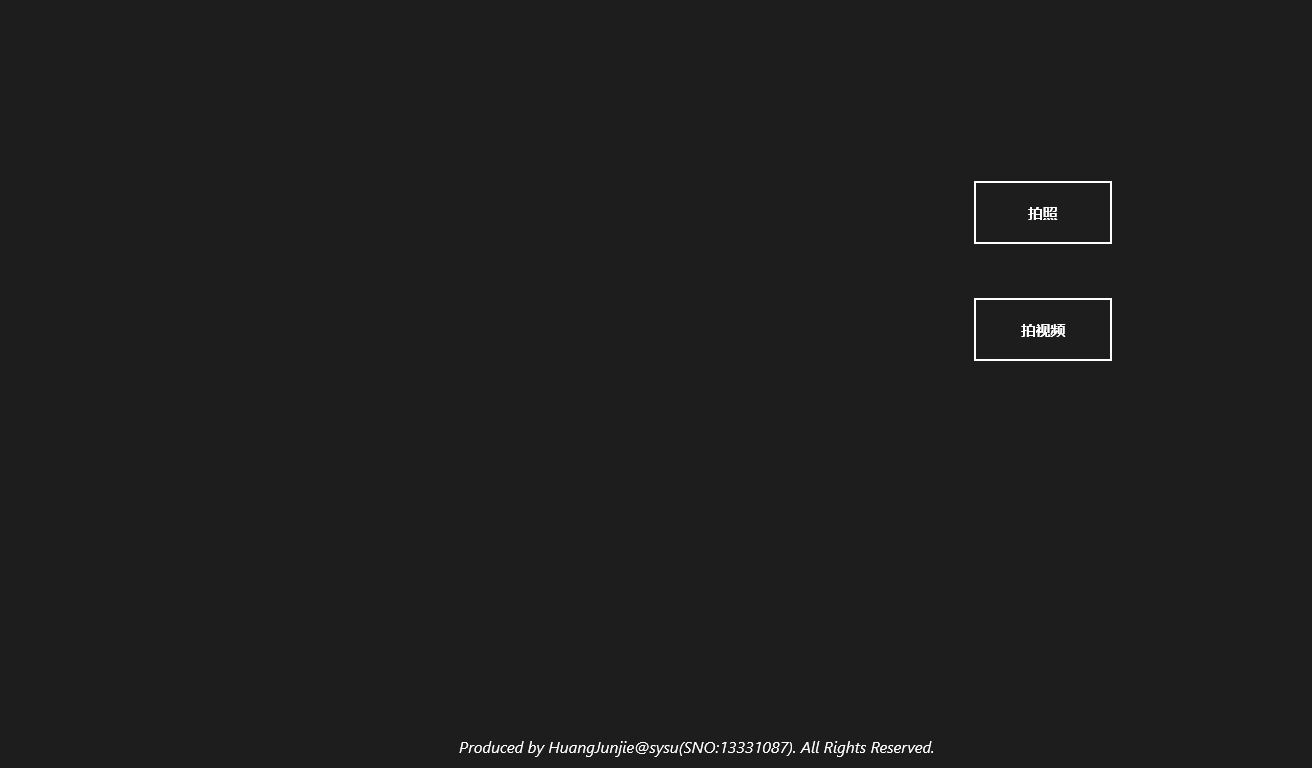 拍照
拍视频
Produced by HuangJunjie@sysu(SNO:13331087). All Rights Reserved.